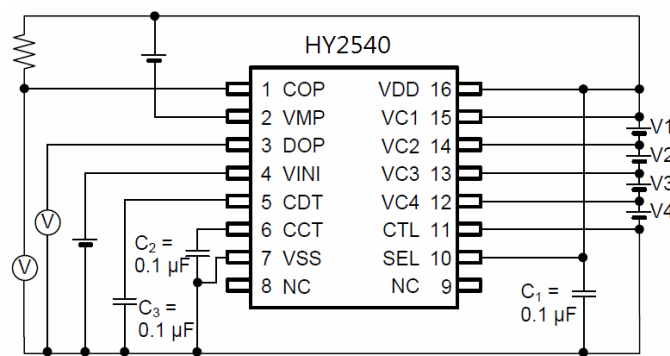 HY2540
1 COP VDD 16
2 VMP VC1 15
3 DOP VC2 14
4 VINI VC3 13
5 CDT VC4 12
6 CCT CTL 11
7 VSS SEL 10
8 NC NC 9
V1
V2
V3
V4
V
V
C2 =
0.1 µF
C3 =
0.1 µF
C1 =
0.1 µF